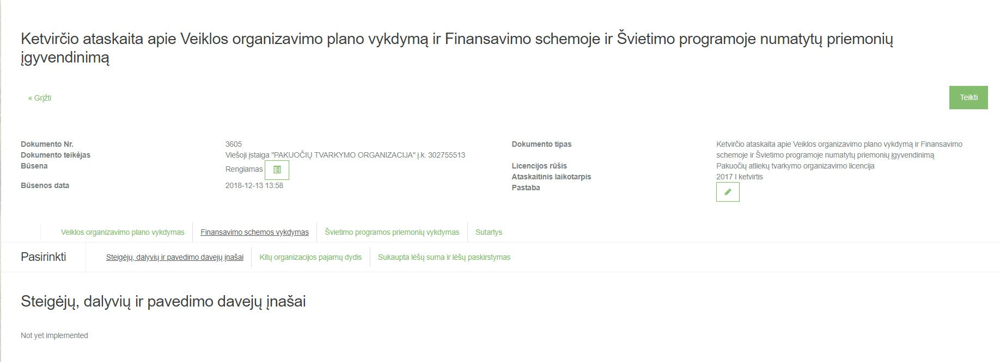 Ketvirčio ataskaita apie Veiklos organizavimo plano vykdymą ir Finansavimo schemoje ir Švietimo programoje numatytų priemonių
įgyvendinimą
« Grįžti
Teikti
Dokumento Nr.
3605
Dokumento teikėjas
Viešoji įstaiga "PAKUOČIŲ TVARKYMO ORGANIZACIJA" į.k. 302755513
Būsena
Rengiamas
Būsenos data
2018-12-13 13:58
Dokumento tipas
Ketvirčio ataskaita apie Veiklos organizavimo plano vykdymą ir Finansavimo
schemoje ir Švietimo programoje numatytų priemonių įgyvendinimą
Licencijos rūšis
Pakuočių atliekų tvarkymo organizavimo licencija
Ataskaitinis laikotarpis
2017 I ketvirtis
Pastaba
Veiklos organizavimo plano vykdymas
Finansavimo schemos vykdymas
Švietimo programos priemonių vykdymas
Sutartys
Pasirinkti
Steigėjų, dalyvių ir pavedimo davejų įnašai
Kitų organizacijos pajamų dydis
Sukaupta lėšų suma ir lėšų paskirstymas
Steigėjų, dalyvių ir pavedimo davejų įnašai
Not yet implemented